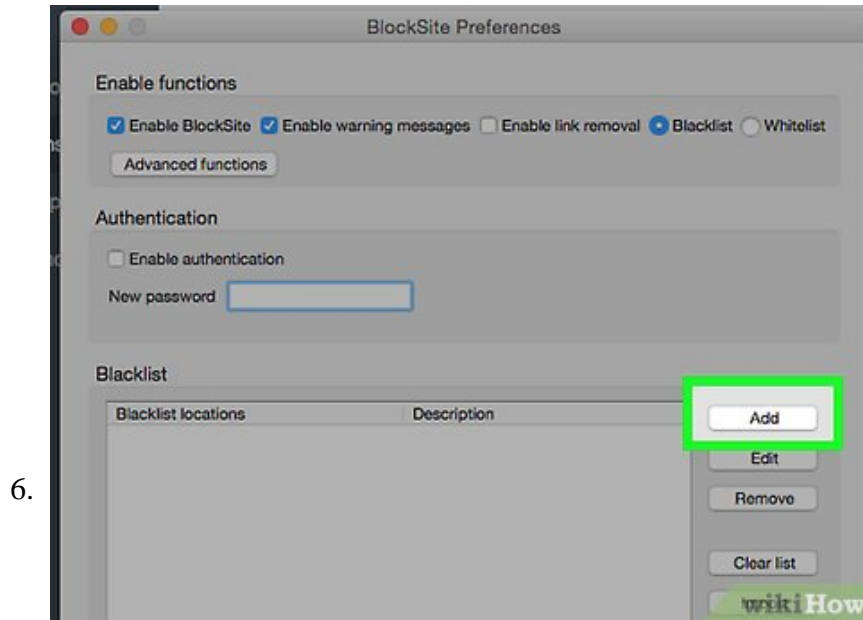 BlockSite Preferences
Enable functions
Enable BlockSite Enable warning messages Enable link removal Blacklist Whitelist
Advanced functions
Authentication
Enable authentication
New password
Blacklist
Blacklist locations Description
Add
Edit
6.
Remove
Clear list
wikiHow